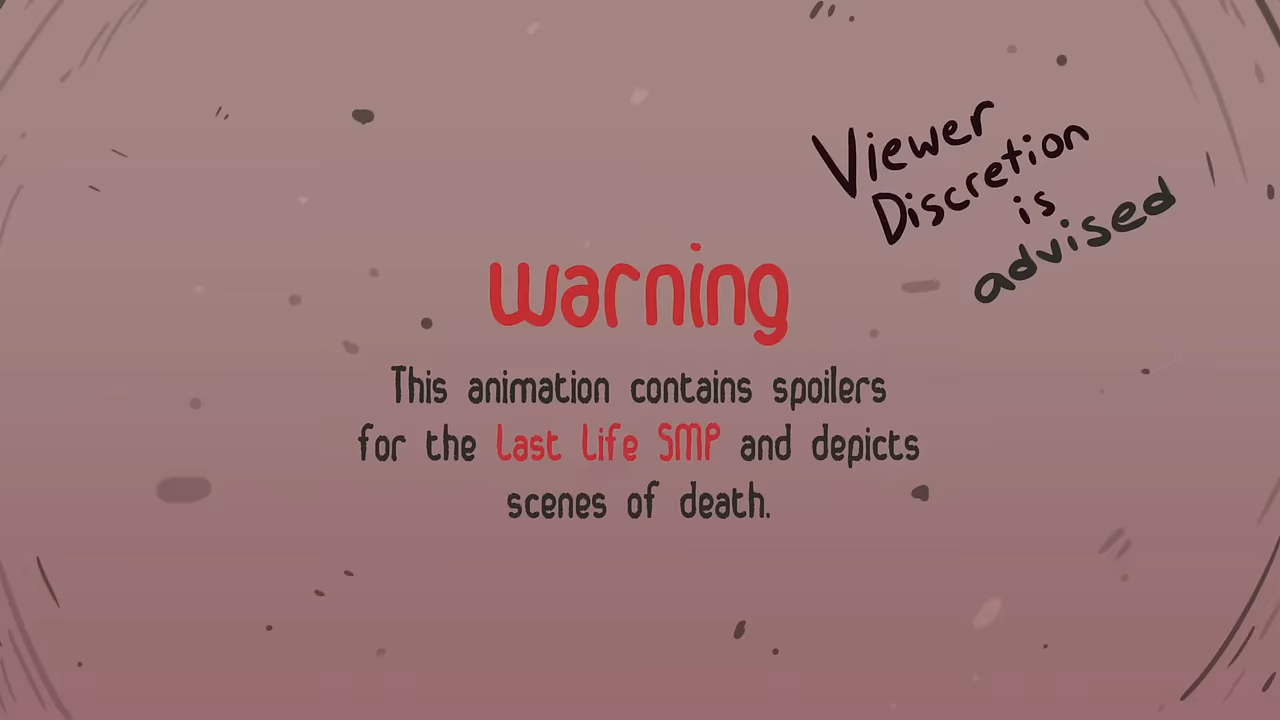 Viewer
Discretion
is
advised
warning
This animation contains spoilers
for the Last Life SMP and depicts
scenes of death.